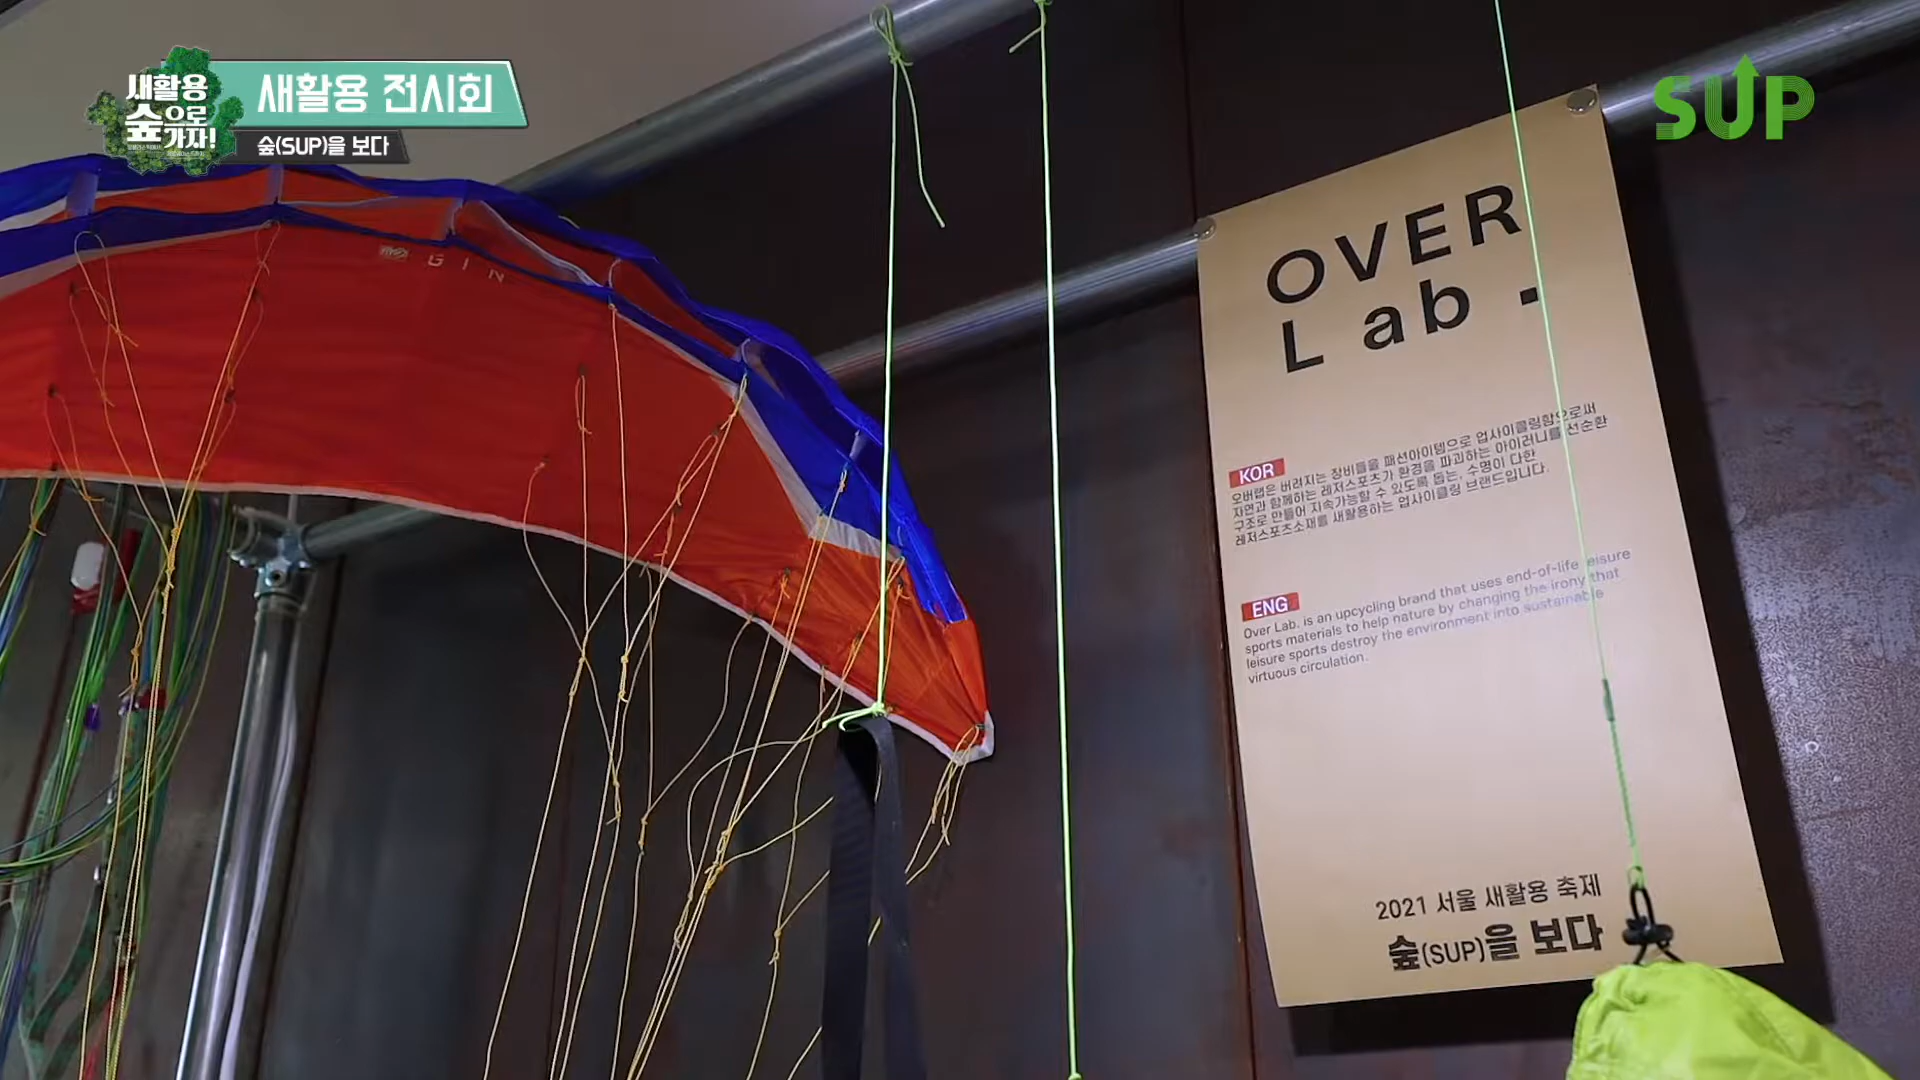 새활용
숲으로
가자!
새활용 전시회
숲(SUP)을 보다
SUP
GIN
OVER
Lab .
KOR
오버랩은 버려지는 장비들을 패션아이템으로 업사이클링함으로써
자연과 함께하는 레저스포츠가 환경을 파괴하는 아이러니를 선순환
구조로 만들어 지속가능할 수 있도록 돕는, 수명이 다한
레저스포츠소재를 새활용하는 업사이클링 브랜드입니다.
ENG
Over Lab. is an upcycling brand that uses end-of-life leisure
sports materials to help nature by changing the irony that
leisure sports destroy the environment into sustainable
virtuous circulation.
2021 서울 새활용 축제
숲(SUP)을 보다